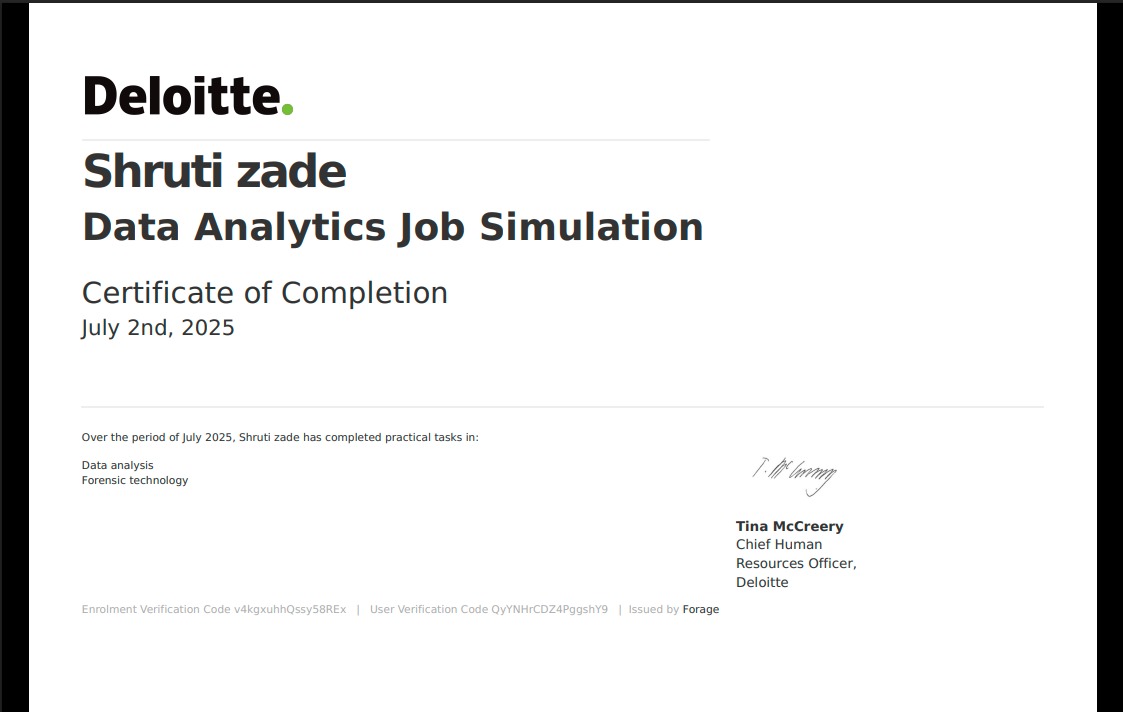 Deloitte.
Shruti zade
Data Analytics Job Simulation
Certificate of Completion
July 2nd, 2025
Over the period of July 2025, Shruti zade has completed practical tasks in:
Data analysis
Forensic technology
T. McCreery
Tina McCreery
Chief Human
Resources Officer,
Deloitte
Enrolment Verification Code v4kgxuhhQssy58REx | User Verification Code QyYNHrCDZ4PggshY9 | Issued by Forage